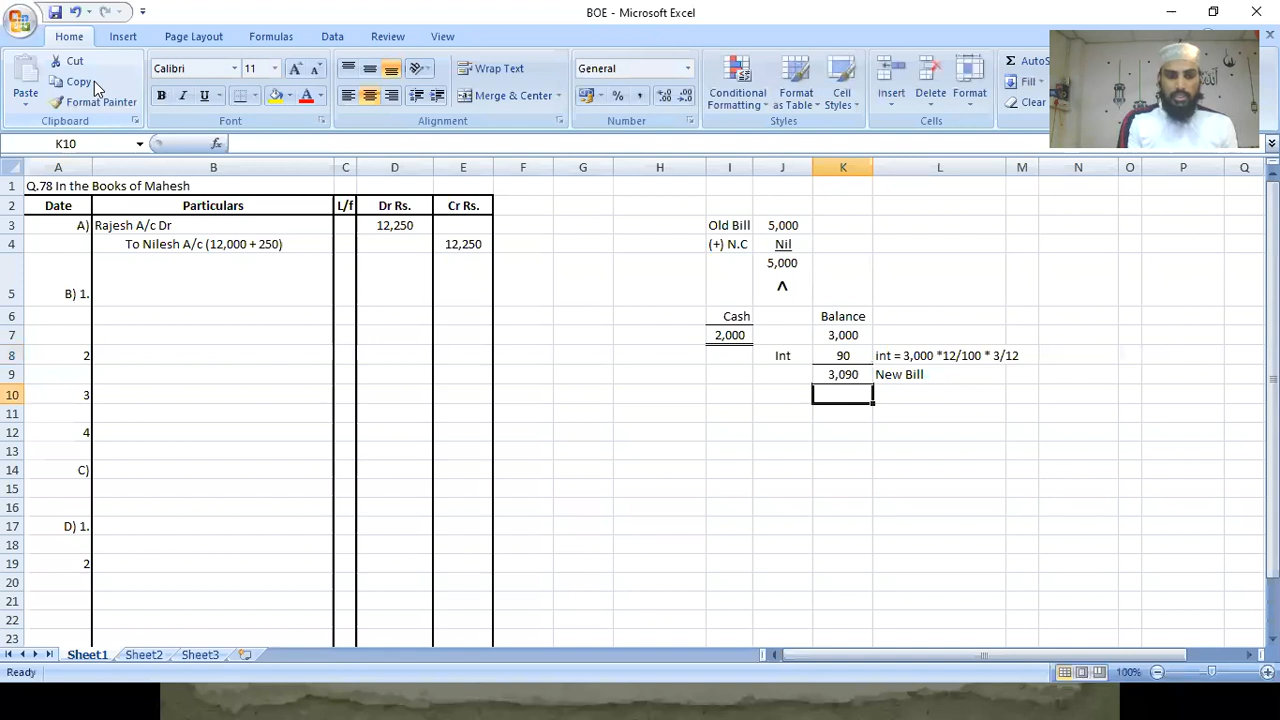 BOE - Microsoft Excel
Home Insert Page Layout Formulas Data Review View
Cut
Copy
Format Painter
Paste
Clipboard
Calibri 11
B I U
Font
Wrap Text
Merge & Center
Alignment
General
Number
Conditional Formatting
Format as Table
Cell Styles
Styles
Insert Delete Format
Cells
Σ AutoS
Fill
Clear
K10 fx
A B C D E F G H I J K L M N O P Q
1 Q.78 In the Books of Mahesh
2 Date Particulars L/f Dr Rs. Cr Rs.
3 A) Rajesh A/c Dr 12,250 Old Bill 5,000
4 To Nilesh A/c (12,000 + 250) 12,250 (+) N.C Nil
5,000
^
5 B) 1.
6 Cash Balance
7 2,000 3,000
8 2 Int 90 int = 3,000 *12/100 * 3/12
9 3,090 New Bill
10 3
11
12 4
13
14 C)
15
16
17 D) 1.
18
19 2
20
21
22
23
Sheet1 Sheet2 Sheet3
Ready 100%